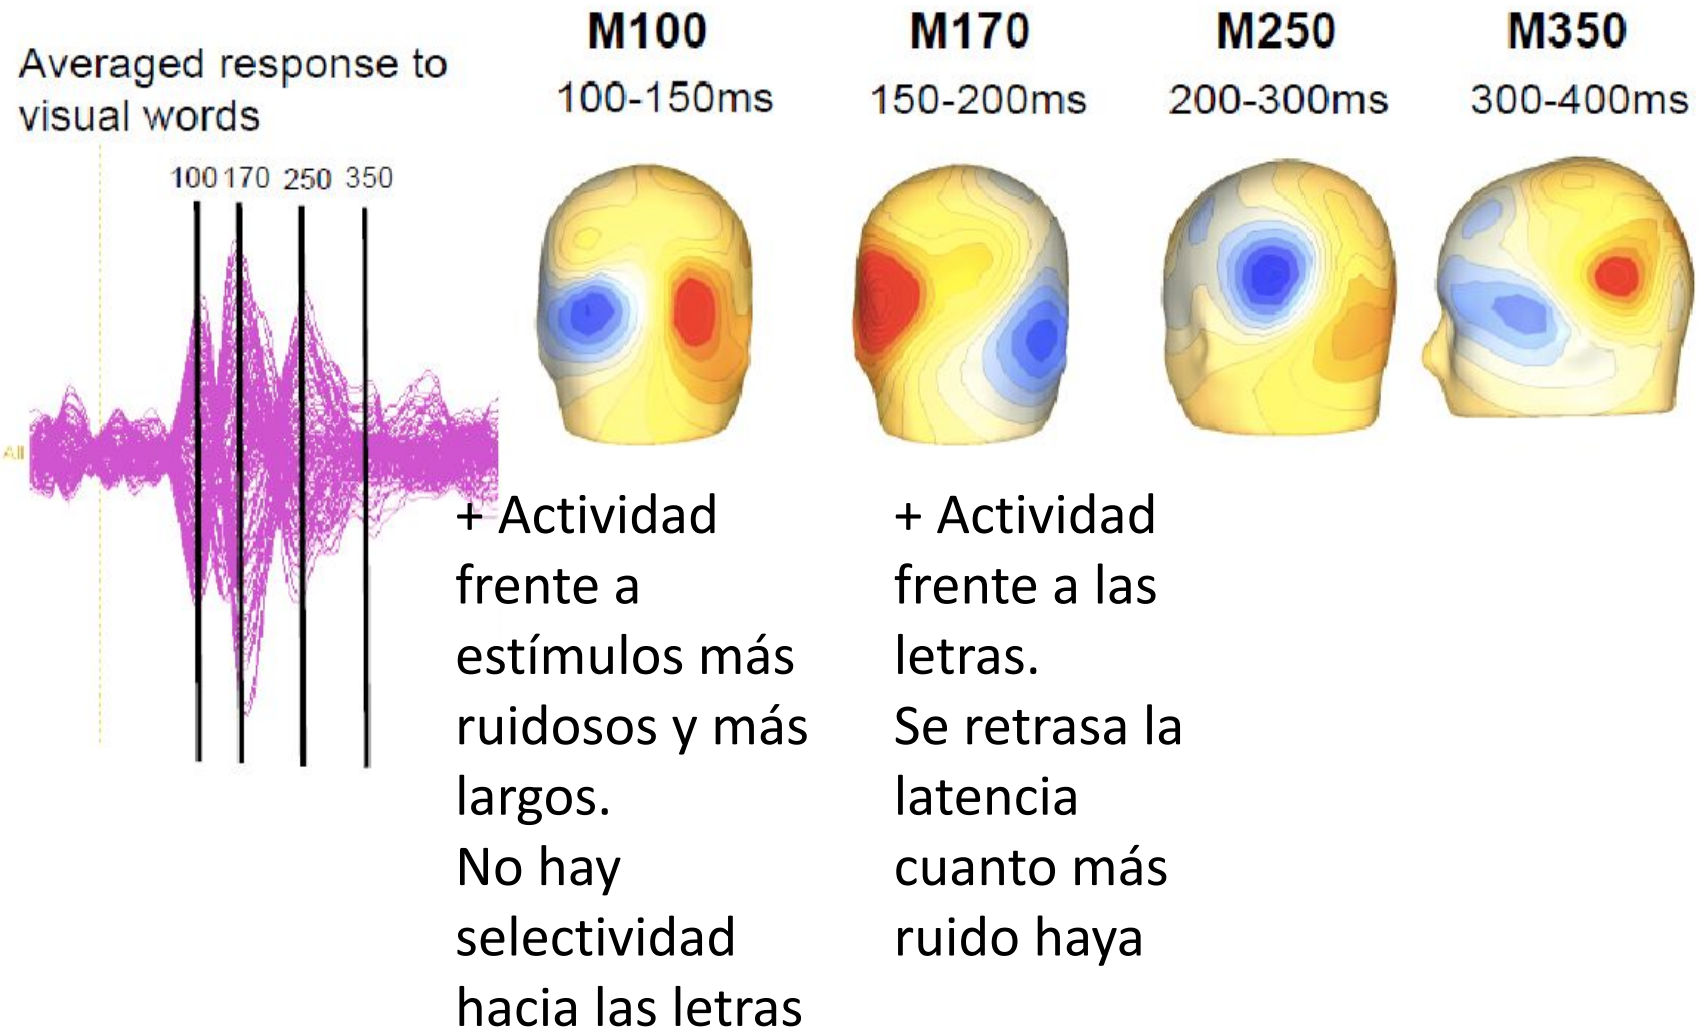 Averaged response to
visual words
100 170 250 350
All
M100
100-150ms
M170
150-200ms
M250
200-300ms
M350
300-400ms
+ Actividad
frente a
estímulos más
ruidosos y más
largos.
No hay
selectividad
hacia las letras
+ Actividad
frente a las
letras.
Se retrasa la
latencia
cuanto más
ruido haya